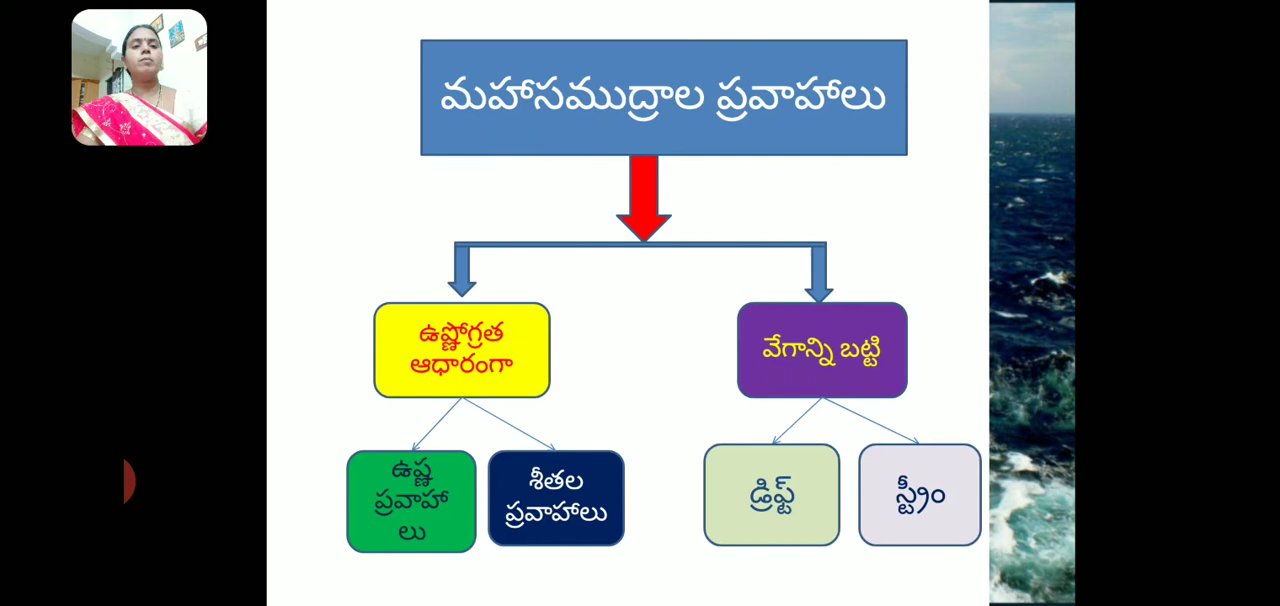 మహాసముద్రాల ప్రవాహాలు
ఉష్ణోగ్రత
ఆధారంగా
వేగాన్ని బట్టి
ఉష్ణ
ప్రవాహా
లు
శీతల
ప్రవాహాలు
డ్రిఫ్ట్
స్ట్రీం